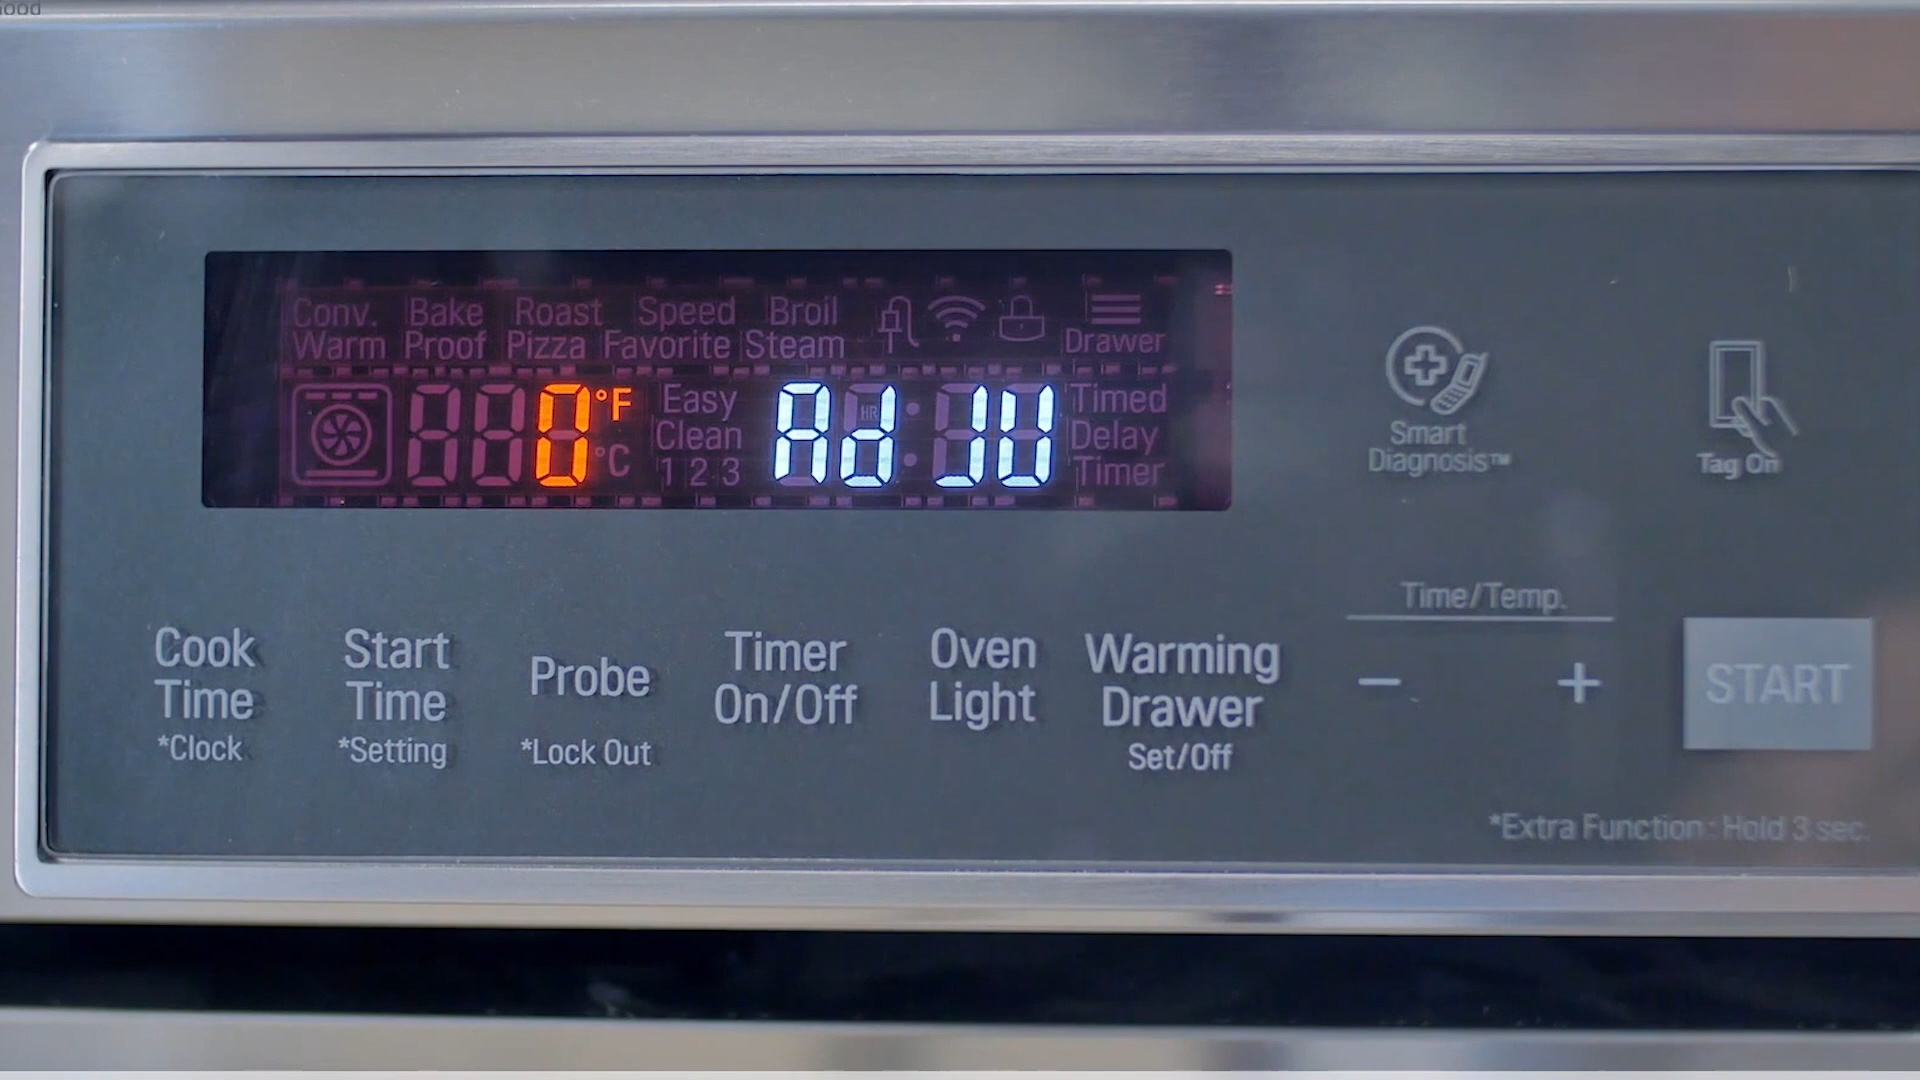 Conv. Bake Roast Speed Broil
Warm Proof Pizza Favorite Steam Drawer
0°F Easy AdJU Timed
Clean HR Delay
°C 1 2 3 Timer
Smart
Diagnosis™
Tag On
Time/Temp.
Cook
Time
*Clock
Start
Time
*Setting
Probe
*Lock Out
Timer
On/Off
Oven
Light
Warming
Drawer
Set/Off
− +
START
*Extra Function : Hold 3 sec.